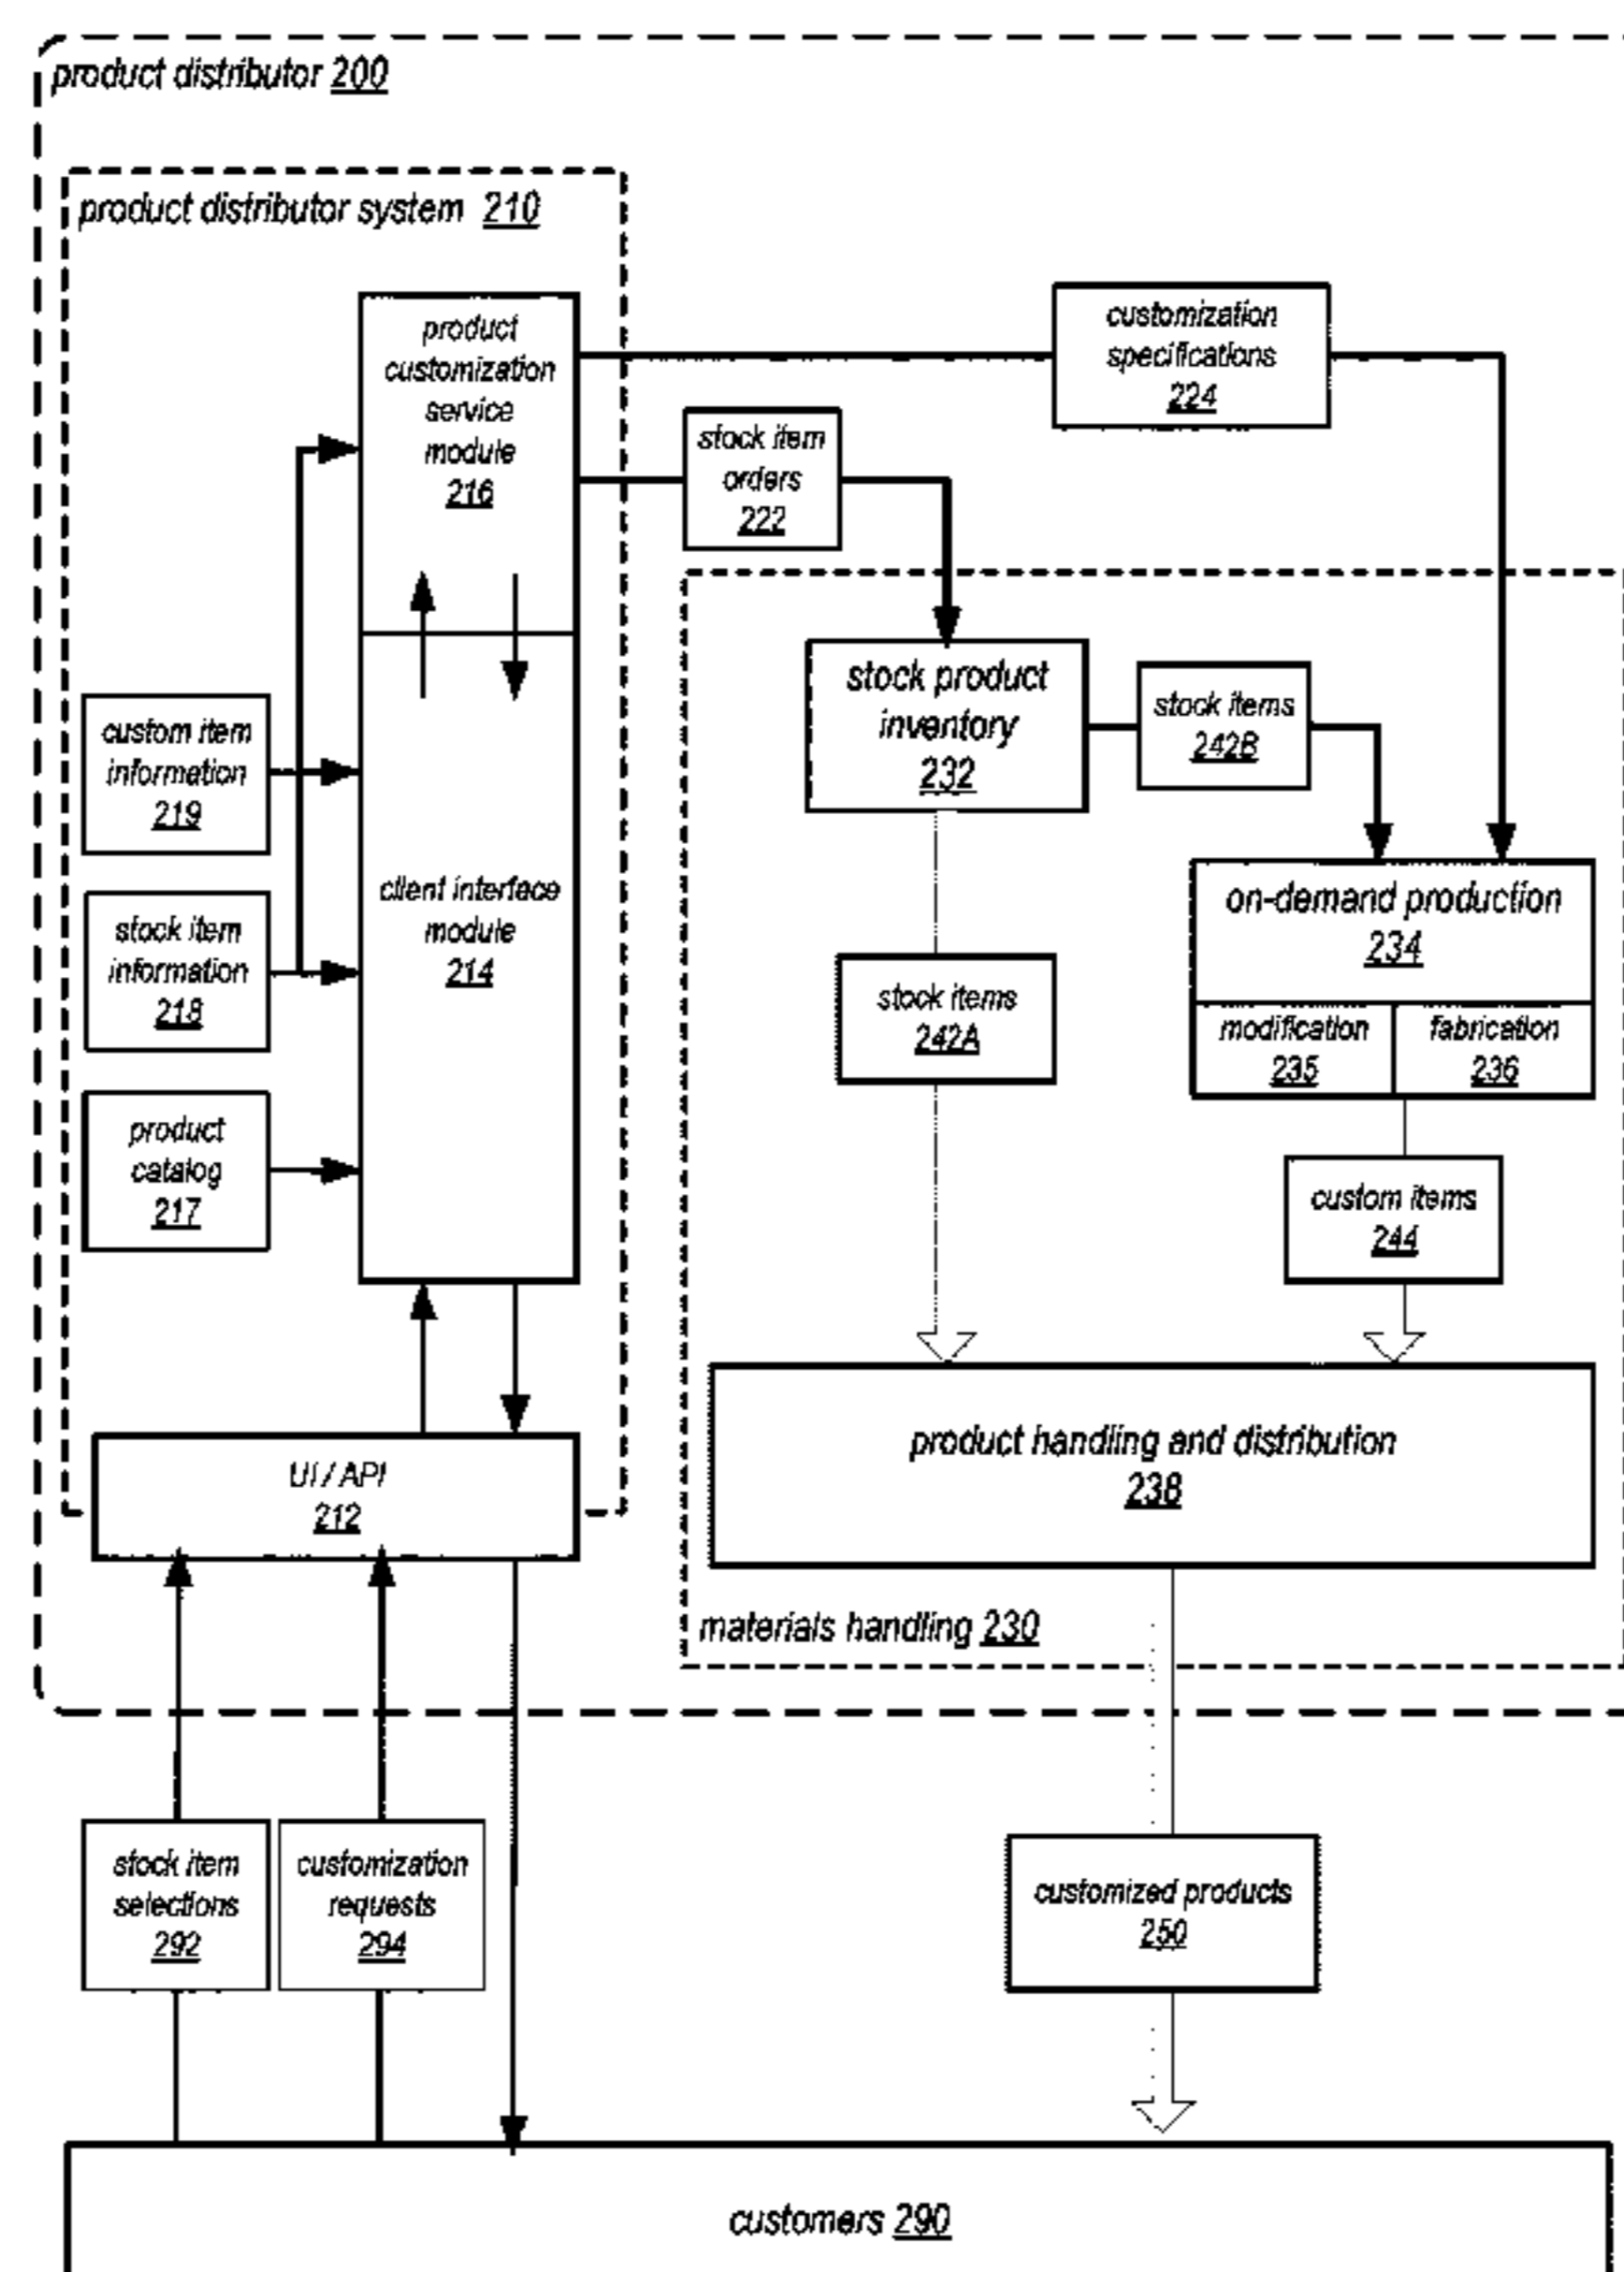 product distributor 200
product distributor system 210
product
customization
service
module
216
customization
specifications
224
stock item
orders
222
stock product
inventory
232
stock items
242B
custom item
information
219
client interface
module
214
on-demand production
234
modification
235
fabrication
236
stock item
information
218
stock items
242A
product
catalog
217
custom items
244
product handling and distribution
238
UI / API
212
materials handling 230
stock item
selections
292
customization
requests
294
customized products
250
customers 290